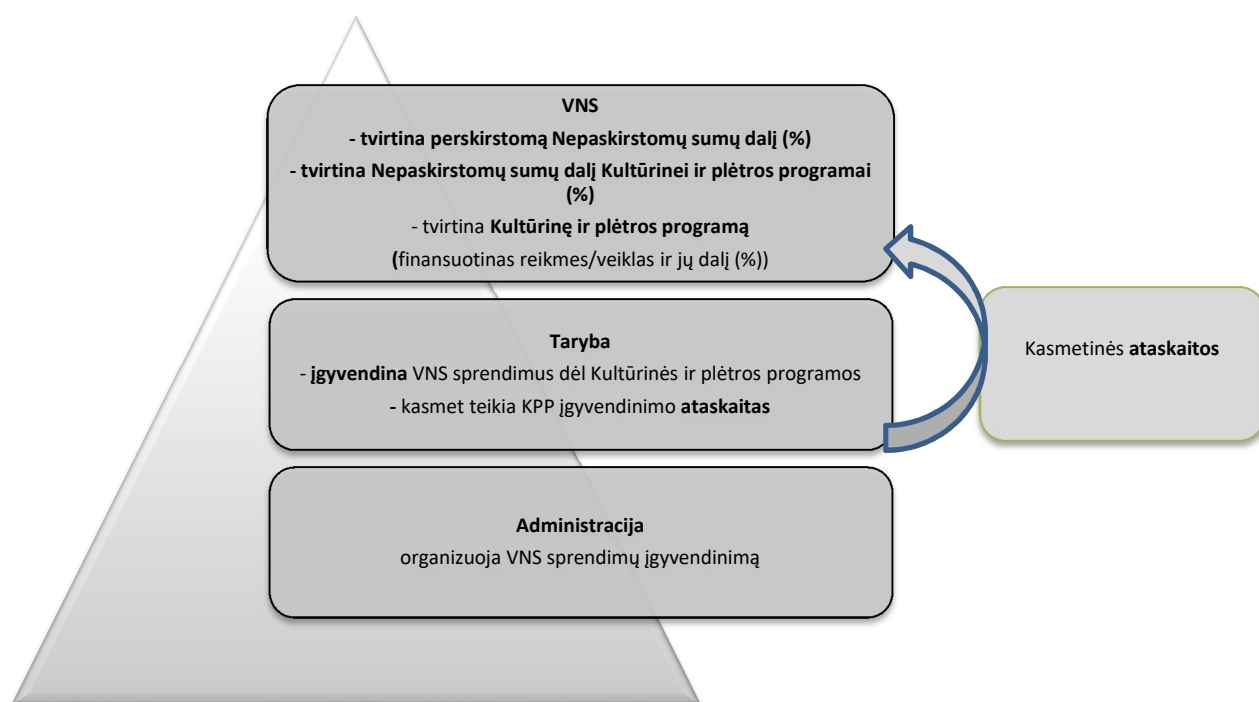 VNS
- tvirtina perskirstomą Nepaskirstomų sumų dalį (%)
- tvirtina Nepaskirstomų sumų dalį Kultūrinei ir plėtros programai
(%)
- tvirtina Kultūrinę ir plėtros programą
(finansuotinas reikmes/veiklas ir jų dalį (%))
Taryba
- įgyvendina VNS sprendimus dėl Kultūrinės ir plėtros programos
- kasmet teikia KPP įgyvendinimo ataskaitas
Kasmetinės ataskaitos
Administracija
organizuoja VNS sprendimų įgyvendinimą